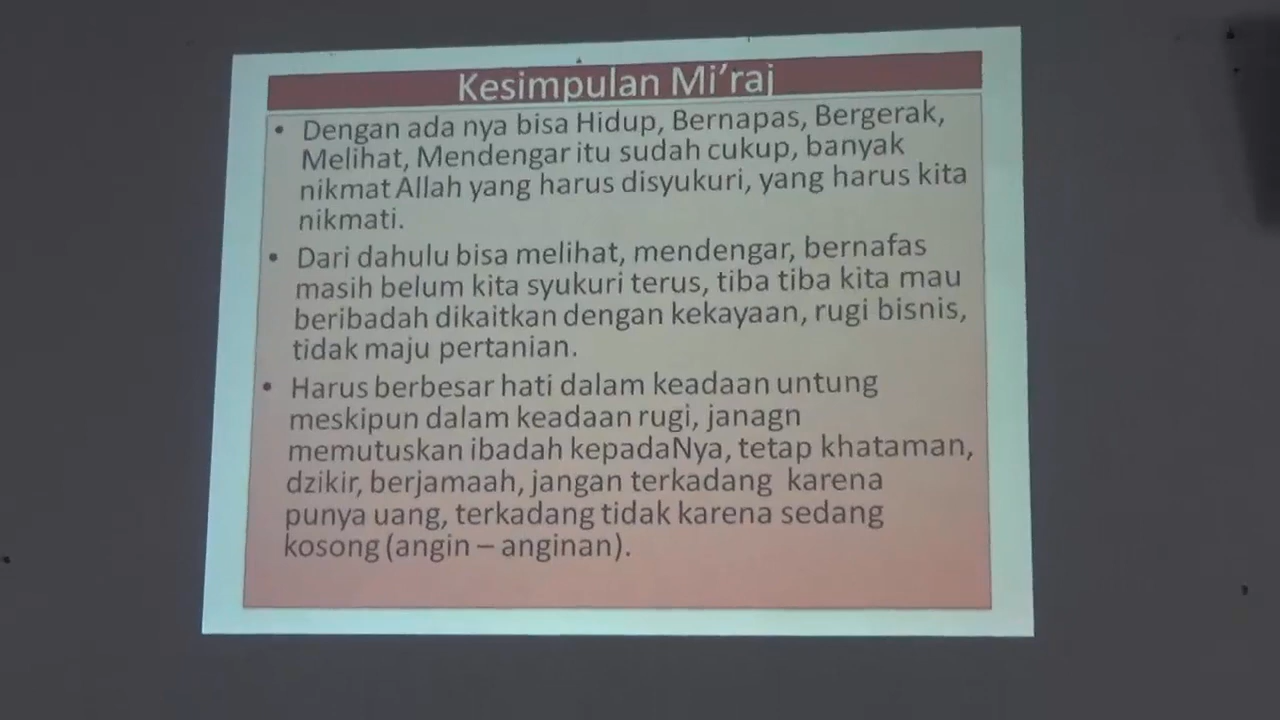 Kesimpulan Mi'raj
• Dengan ada nya bisa Hidup, Bernapas, Bergerak,
Melihat, Mendengar itu sudah cukup, banyak
nikmat Allah yang harus disyukuri, yang harus kita
nikmati.
• Dari dahulu bisa melihat, mendengar, bernafas
masih belum kita syukuri terus, tiba tiba kita mau
beribadah dikaitkan dengan kekayaan, rugi bisnis,
tidak maju pertanian.
• Harus berbesar hati dalam keadaan untung
meskipun dalam keadaan rugi, janagn
memutuskan ibadah kepadaNya, tetap khataman,
dzikir, berjamaah, jangan terkadang karena
punya uang, terkadang tidak karena sedang
kosong (angin – anginan).